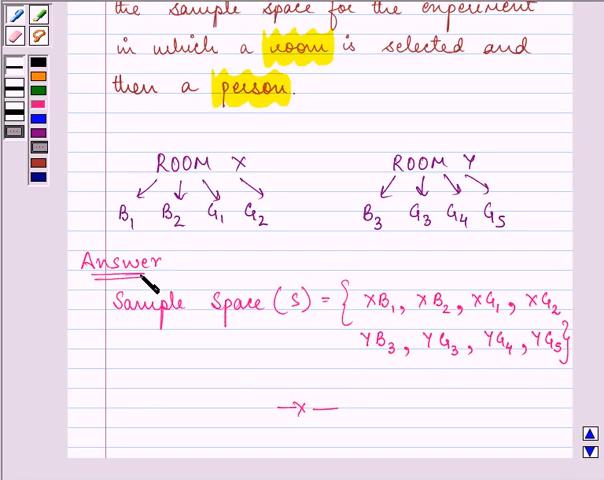 the sample space for the experiment
in which a room is selected and
then a person.
ROOM X ROOM Y
B₁ B₂ G₁ G₂ B₃ G₃ G₄ G₅
Answer
Sample Space (S) = { XB₁, XB₂, XG₁, XG₂
YB₃, YG₃, YG₄, YG₅}
—x—